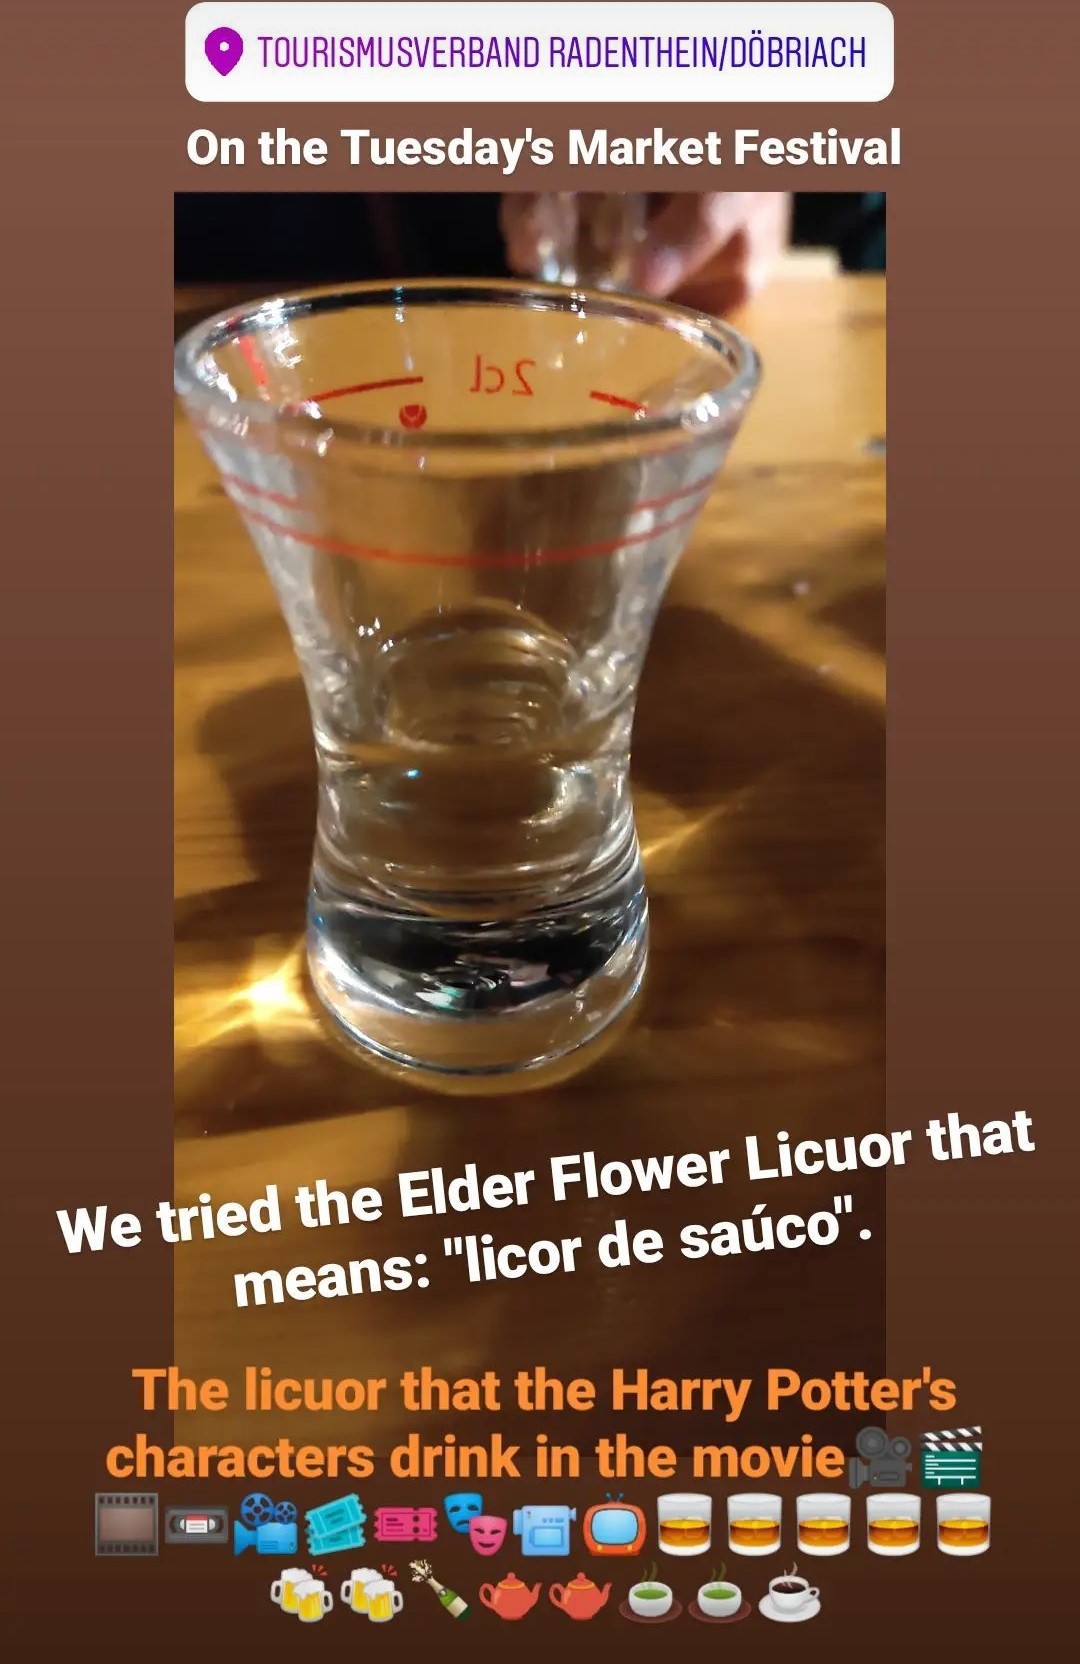 TOURISMUSVERBAND RADENTHEIN/DÖBRIACH
On the Tuesday's Market Festival
2cl
We tried the Elder Flower Licuor that
means: "licor de saúco".
The licuor that the Harry Potter's
characters drink in the movie🎥🎬
🎞️📼📽️🎟️🎫🎭📹📺🥃🥃🥃🥃🥃
🍻🍻🍾🫖🫖🍵🍵☕